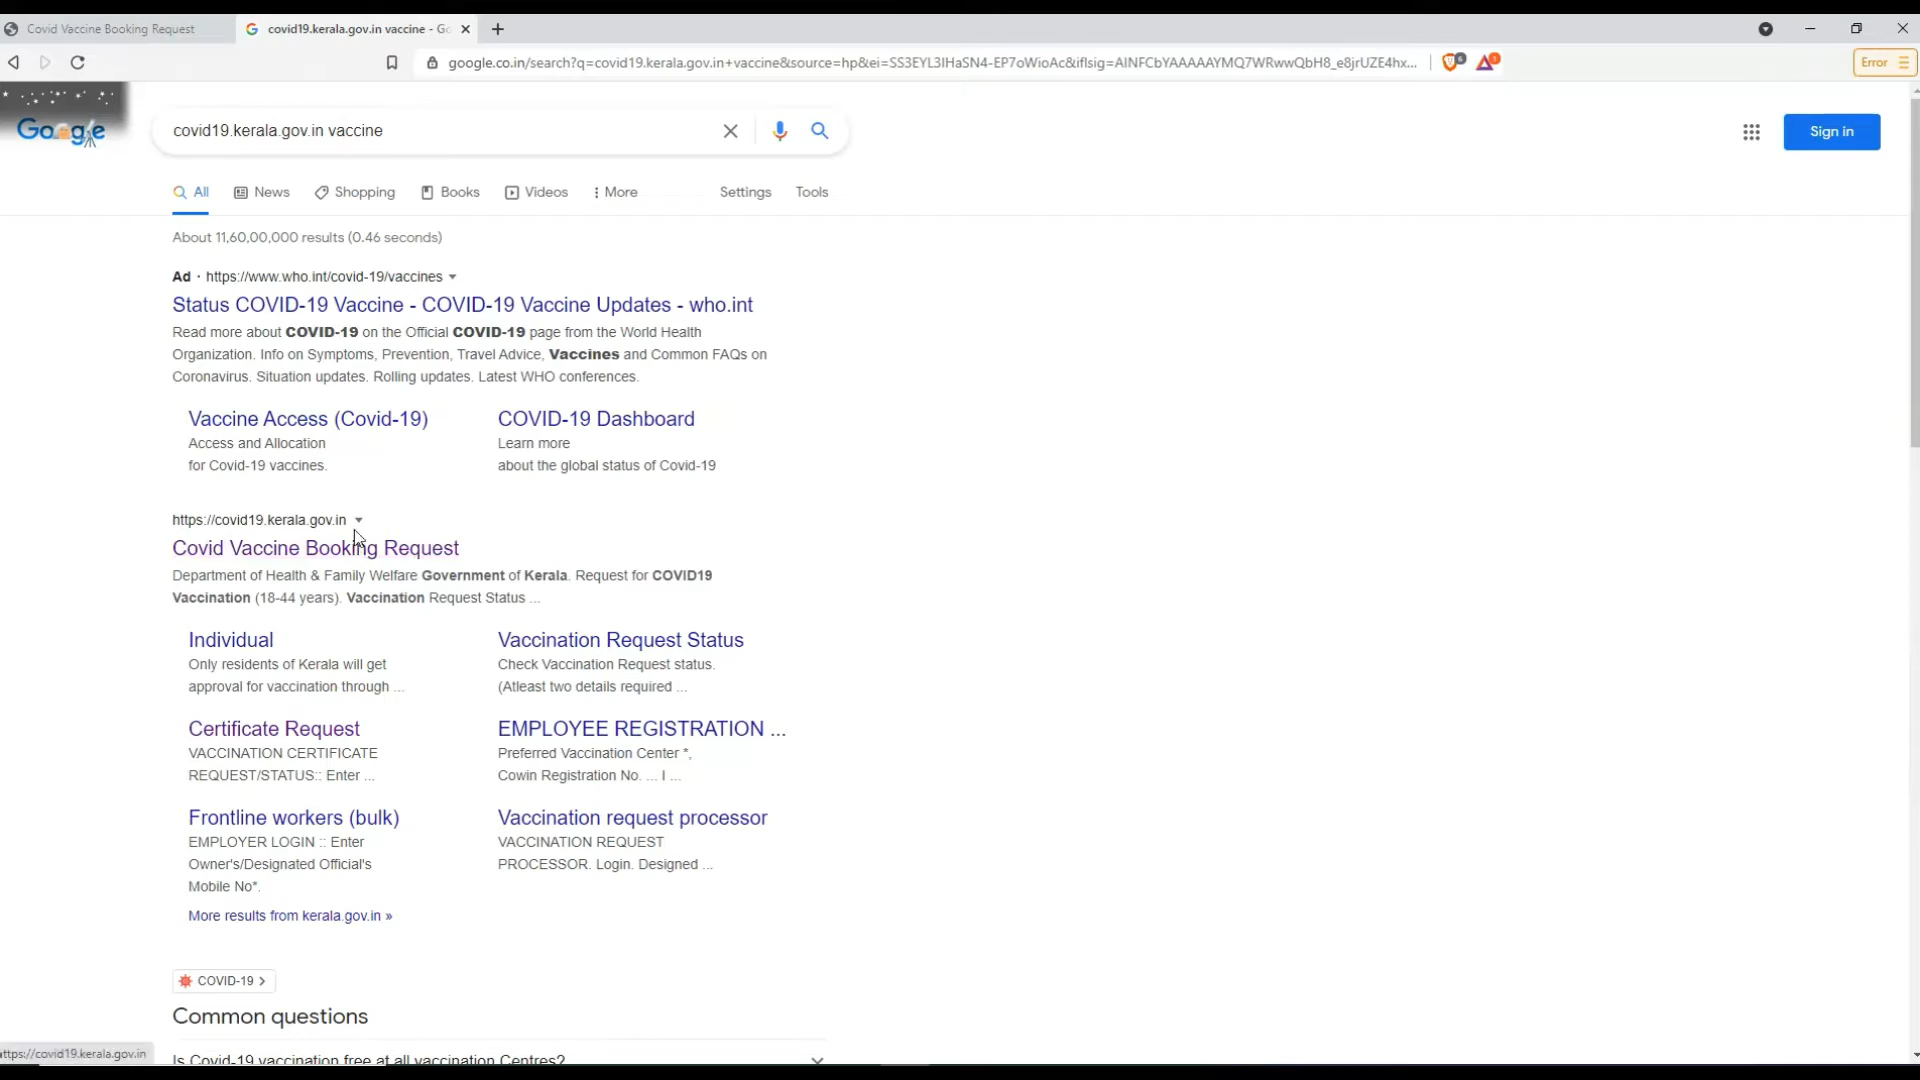 Covid Vaccine Booking Request
covid19.kerala.gov.in vaccine - Go
google.co.in/search?q=covid19.kerala.gov.in+vaccine&source=hp&ei=SS3EYL3IHaSN4-EP7oWioAc&iflsig=AINFCbYAAAAAYMQ7WRwwQbH8_e8jrUZE4hx...
Error
Google
covid19.kerala.gov.in vaccine
Sign in
All
News
Shopping
Books
Videos
More
Settings
Tools
About 11,60,00,000 results (0.46 seconds)
Ad · https://www.who.int/covid-19/vaccines
Status COVID-19 Vaccine - COVID-19 Vaccine Updates - who.int
Read more about COVID-19 on the Official COVID-19 page from the World Health
Organization. Info on Symptoms, Prevention, Travel Advice, Vaccines and Common FAQs on
Coronavirus. Situation updates. Rolling updates. Latest WHO conferences.
Vaccine Access (Covid-19)
Access and Allocation
for Covid-19 vaccines.
COVID-19 Dashboard
Learn more
about the global status of Covid-19
https://covid19.kerala.gov.in
Covid Vaccine Booking Request
Department of Health & Family Welfare Government of Kerala. Request for COVID19
Vaccination (18-44 years). Vaccination Request Status ...
Individual
Only residents of Kerala will get
approval for vaccination through ...
Vaccination Request Status
Check Vaccination Request status.
(Atleast two details required ...
Certificate Request
VACCINATION CERTIFICATE
REQUEST/STATUS:: Enter ...
EMPLOYEE REGISTRATION ...
Preferred Vaccination Center *,
Cowin Registration No. ... I ...
Frontline workers (bulk)
EMPLOYER LOGIN :: Enter
Owner's/Designated Official's
Mobile No*.
Vaccination request processor
VACCINATION REQUEST
PROCESSOR. Login. Designed ...
More results from kerala.gov.in »
COVID-19
Common questions
Is Covid-19 vaccination free at all vaccination Centres?
ttps://covid19.kerala.gov.in